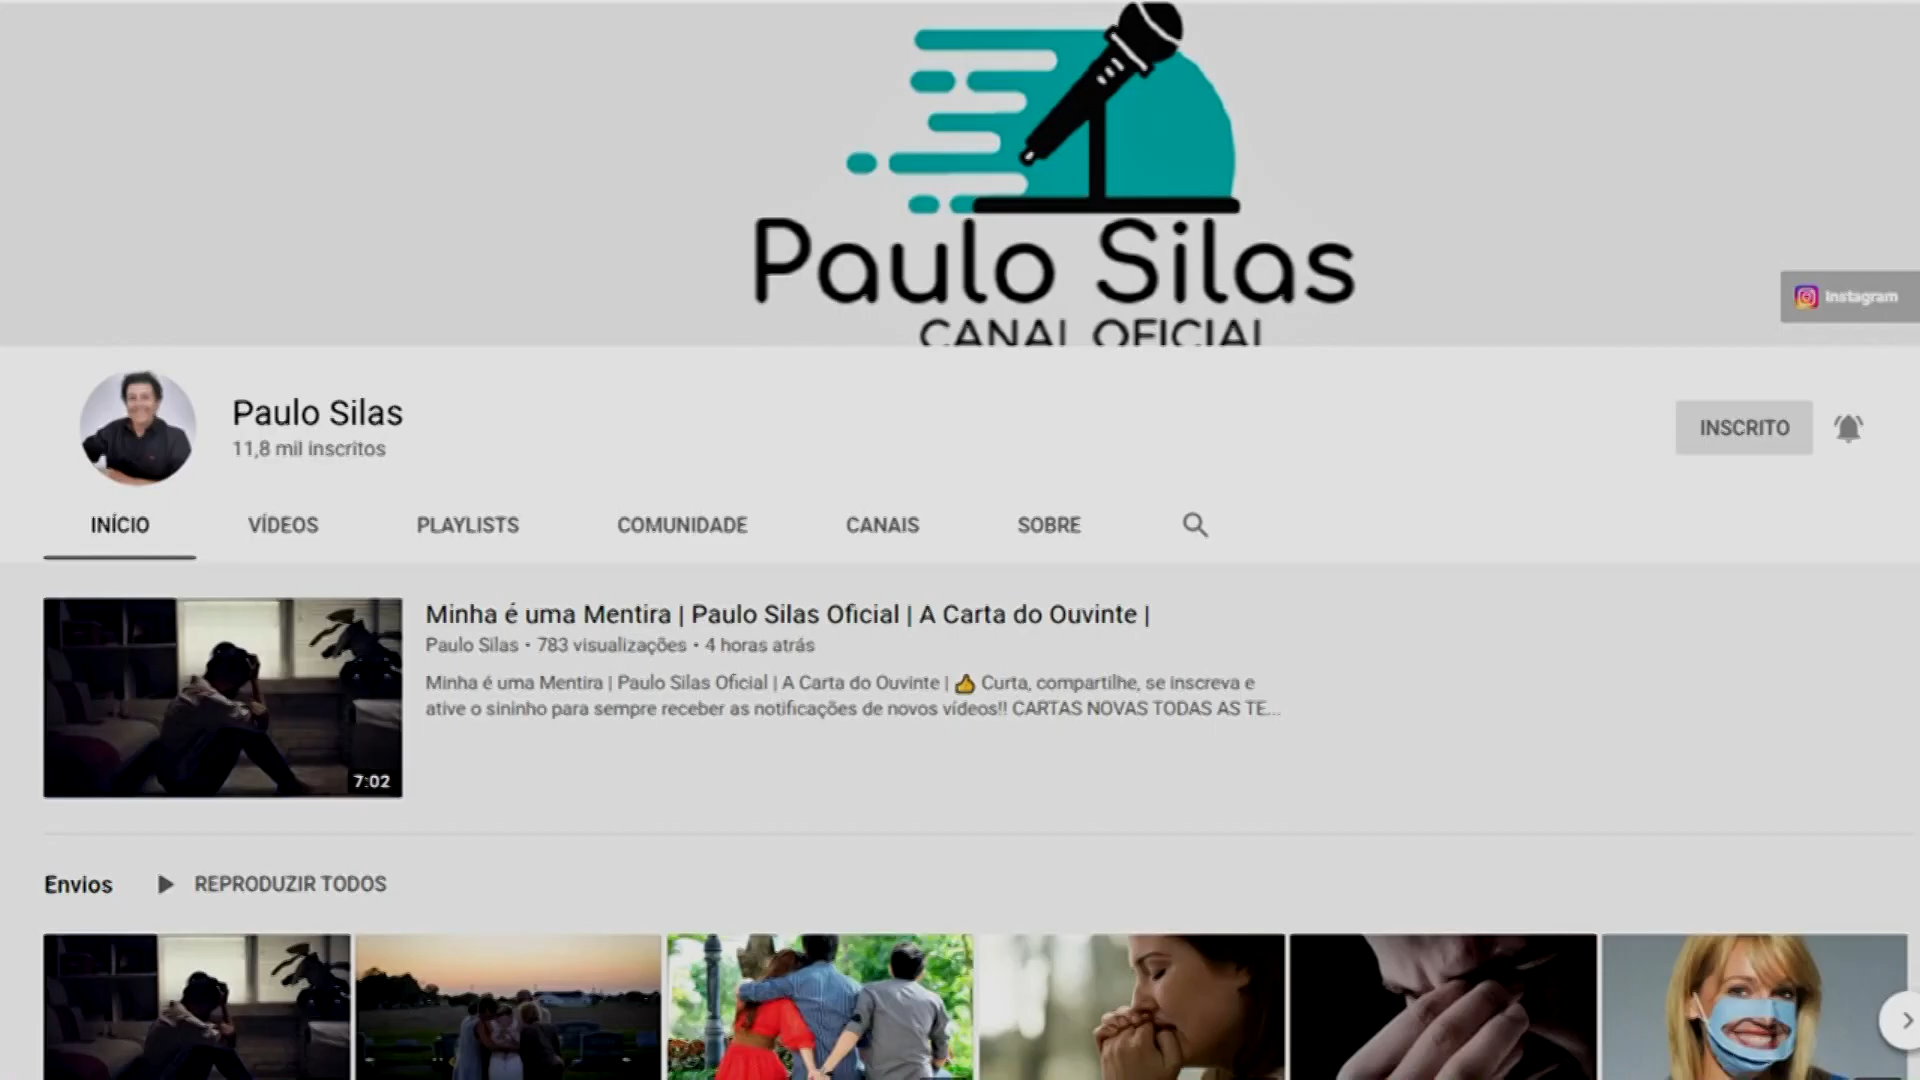 Paulo Silas
CANAL OFICIAL
Instagram
Paulo Silas
11,8 mil inscritos
INSCRITO
INÍCIO
VÍDEOS
PLAYLISTS
COMUNIDADE
CANAIS
SOBRE
Minha é uma Mentira | Paulo Silas Oficial | A Carta do Ouvinte |
Paulo Silas • 783 visualizações • 4 horas atrás
Minha é uma Mentira | Paulo Silas Oficial | A Carta do Ouvinte | 👍 Curta, compartilhe, se inscreva e
ative o sininho para sempre receber as notificações de novos vídeos!! CARTAS NOVAS TODAS AS TE...
7:02
Envios
REPRODUZIR TODOS